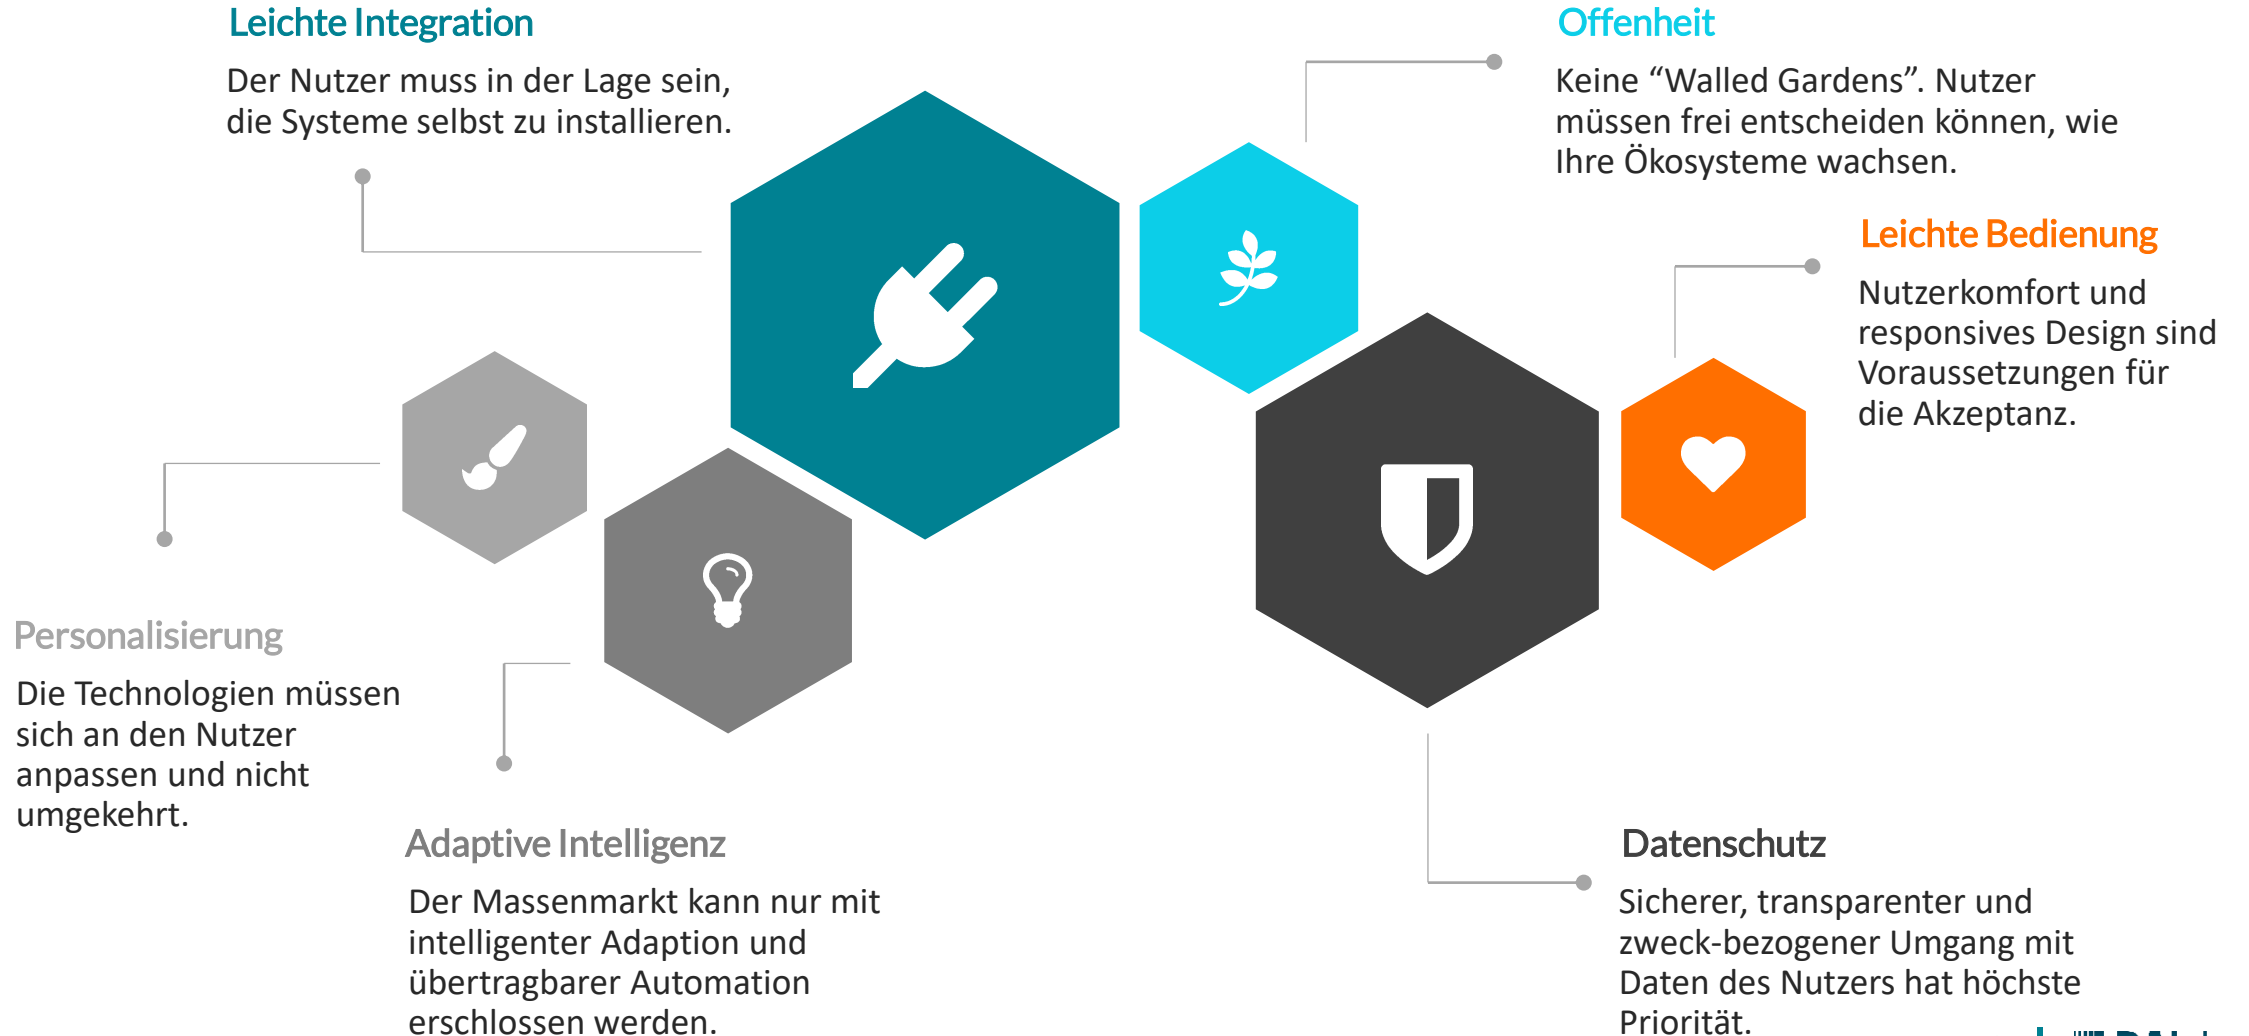 Leichte Integration
Der Nutzer muss in der Lage sein,
die Systeme selbst zu installieren.
Offenheit
Keine “Walled Gardens”. Nutzer
müssen frei entscheiden können, wie
Ihre Ökosysteme wachsen.
Leichte Bedienung
Nutzerkomfort und
responsives Design sind
Voraussetzungen für
die Akzeptanz.
Personalisierung
Die Technologien müssen
sich an den Nutzer
anpassen und nicht
umgekehrt.
Adaptive Intelligenz
Der Massenmarkt kann nur mit
intelligenter Adaption und
übertragbarer Automation
erschlossen werden.
Datenschutz
Sicherer, transparenter und
zweck-bezogener Umgang mit
Daten des Nutzers hat höchste
Priorität.